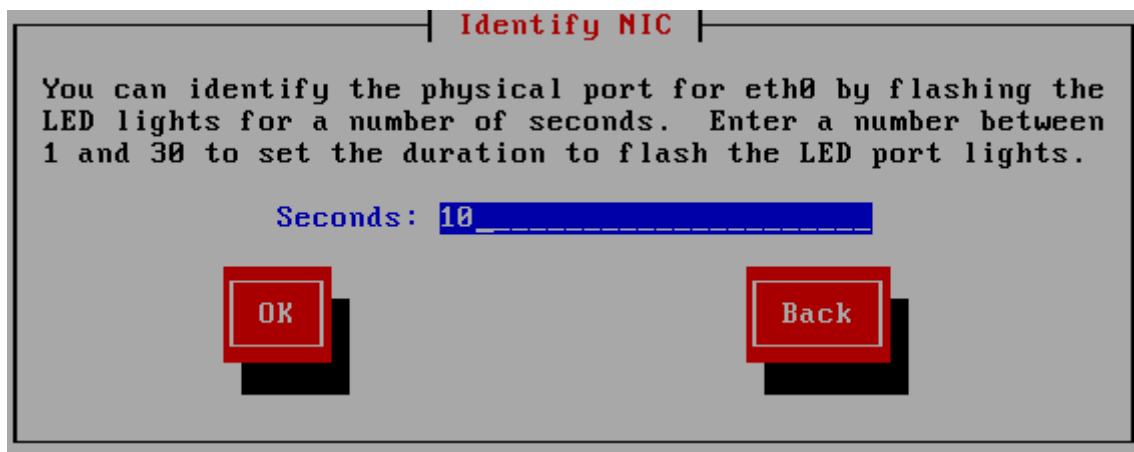 Identify NIC
You can identify the physical port for eth0 by flashing the
LED lights for a number of seconds.  Enter a number between
1 and 30 to set the duration to flash the LED port lights.
Seconds: 10_____________________
OK Back